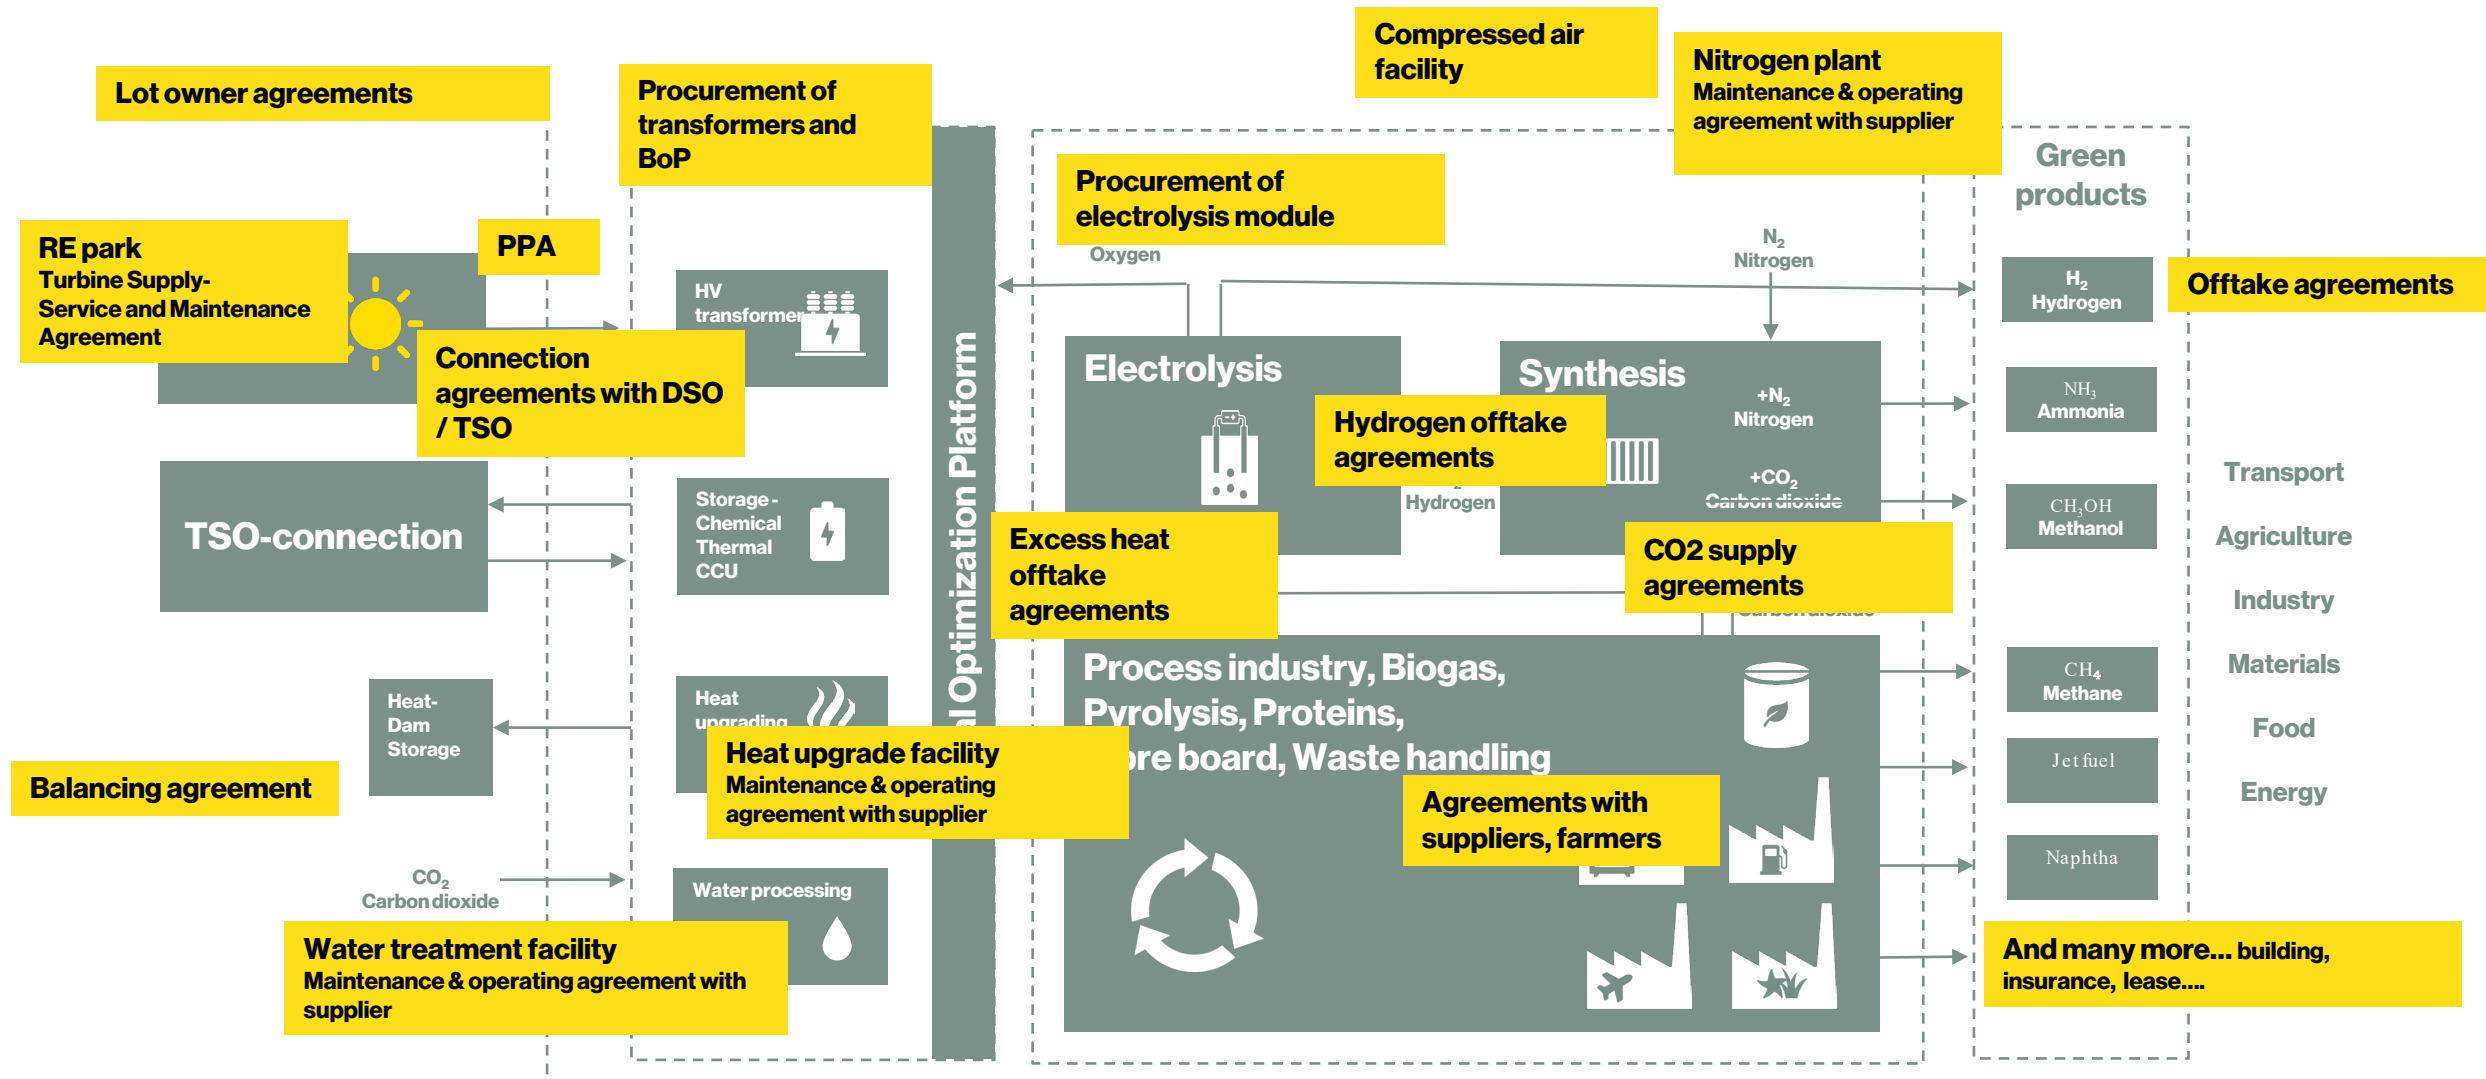 Lot owner agreements
Procurement of
transformers and
BoP
Compressed air
facility
Nitrogen plant
Maintenance & operating
agreement with supplier
Procurement of
electrolysis module
Oxygen
N2
Nitrogen
Green
products
RE park
Turbine Supply-
Service and Maintenance
Agreement
PPA
HV
transformer
Connection
agreements with DSO
/ TSO
Optimization Platform
Electrolysis
Synthesis
+N2
Nitrogen
+CO2
Carbon dioxide
Hydrogen offtake
agreements
Hydrogen
H2
Hydrogen
Offtake agreements
NH3
Ammonia
CH3OH
Methanol
TSO-connection
Storage -
Chemical
Thermal
CCU
Excess heat
offtake
agreements
CO2 supply
agreements
Carbon dioxide
Transport
Agriculture
Industry
Materials
Food
Energy
Heat-
Dam
Storage
Heat
upgrading
Heat upgrade facility
Maintenance & operating
agreement with supplier
Process industry, Biogas,
Pyrolysis, Proteins,
board, Waste handling
Agreements with
suppliers, farmers
CH4
Methane
Jet fuel
Naphtha
Balancing agreement
CO2
Carbon dioxide
Water processing
Water treatment facility
Maintenance & operating agreement with
supplier
And many more... building,
insurance, lease....